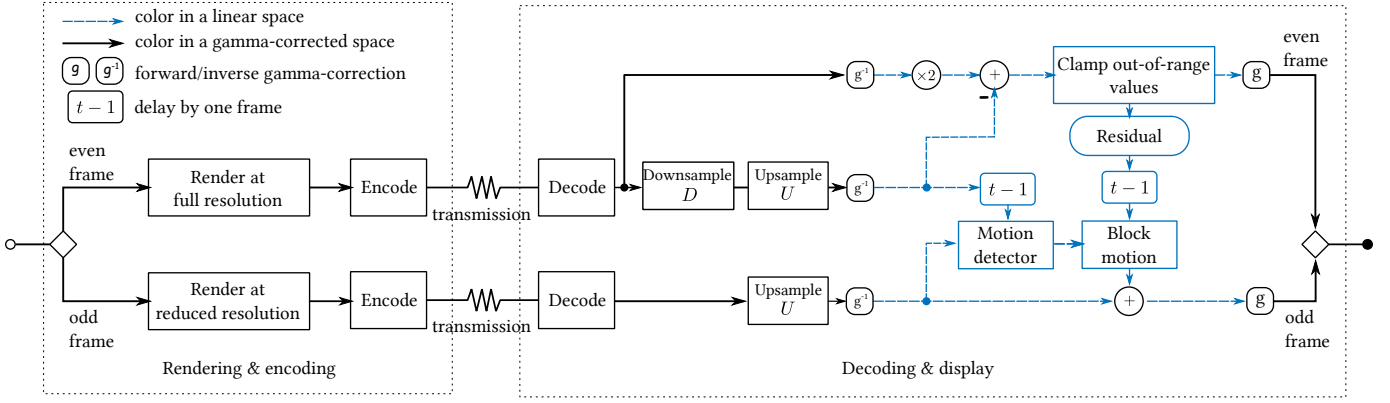 color in a linear space
color in a gamma-corrected space
g g⁻¹ forward/inverse gamma-correction
t − 1 delay by one frame
even
frame
Render at
full resolution
Encode
transmission
Decode
Downsample
D
Upsample
U
g⁻¹
g⁻¹
×2
+
−
Clamp out-of-range
values
g
even
frame
Residual
t − 1
t − 1
Motion
detector
Block
motion
odd
frame
Render at
reduced resolution
Encode
transmission
Decode
Upsample
U
g⁻¹
+
g
odd
frame
Rendering & encoding
Decoding & display